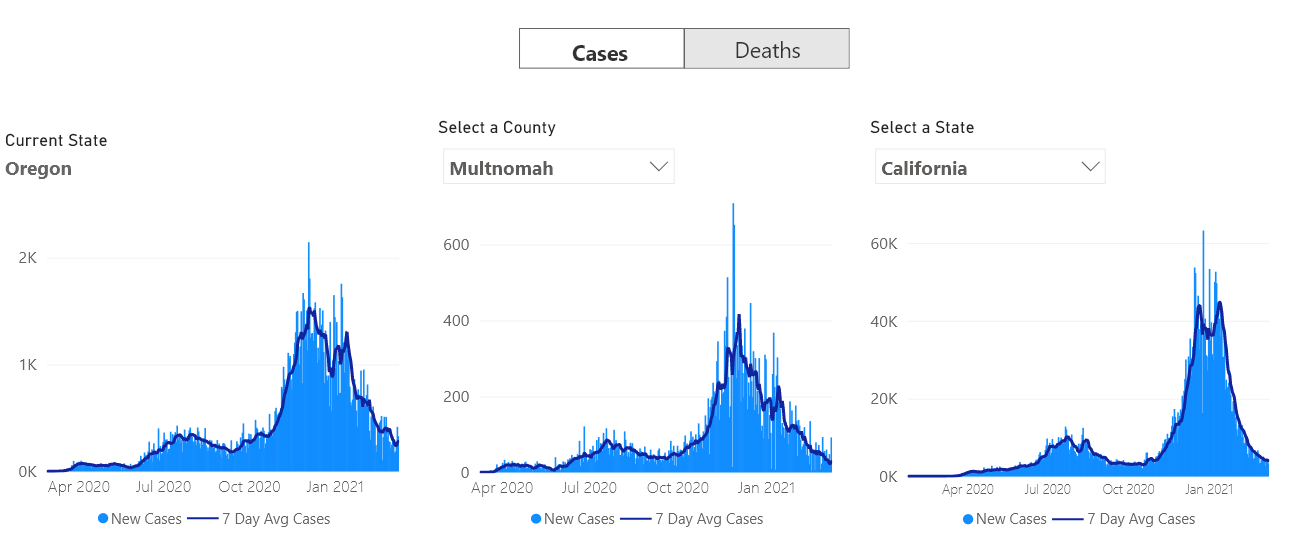 Cases Deaths
Current State
Oregon
Select a County
Multnomah
Select a State
California
2K
1K
0K
Apr 2020 Jul 2020 Oct 2020 Jan 2021
New Cases 7 Day Avg Cases
600
400
200
0
Apr 2020 Jul 2020 Oct 2020 Jan 2021
New Cases 7 Day Avg Cases
60K
40K
20K
0K
Apr 2020 Jul 2020 Oct 2020 Jan 2021
New Cases 7 Day Avg Cases